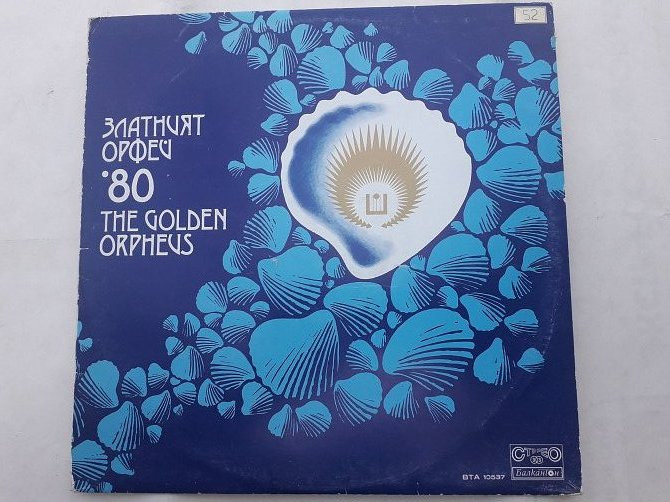 52
ЗЛАТНИЯТ
ОРФЕЙ
'80
THE GOLDEN
ORPHEUS
ВТА 10537
СТЕРЕО
Балкантон